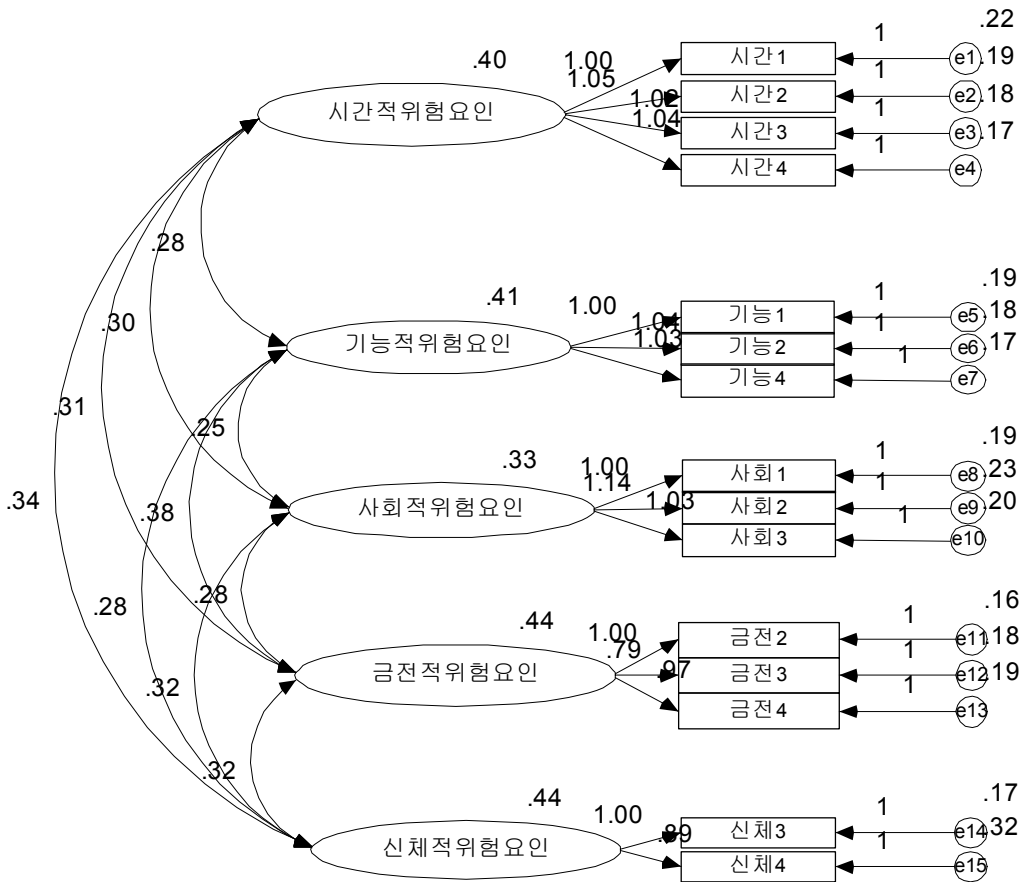 .22
1
1.00
시간1
e1
.19
.40
1.05
1
시간적위험요인
시간2
e2
.18
1.02
1
시간3
e3
.17
1.04
1
시간4
e4
.28
.19
.41
1.00
1
기능1
e5
.18
.30
1.04
1
기능적위험요인
기능2
e6
.17
1.03
1
기능4
e7
.31
.25
.19
.33
1.00
1
사회1
e8
.23
.34
1.14
1
사회적위험요인
사회2
e9
.20
.38
1.03
1
사회3
e10
.28
.28
.16
.44
1.00
1
금전2
e11
.18
.79
1
금전적위험요인
금전3
e12
.19
.32
.97
1
금전4
e13
.32
.17
.44
1.00
1
신체3
e14
.32
신체적위험요인
.89
1
신체4
e15